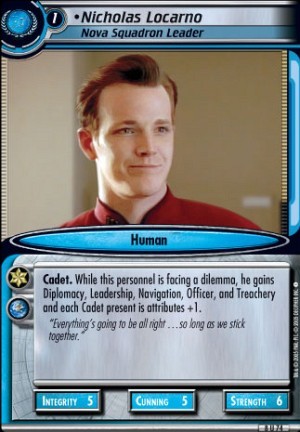 1
•Nicholas Locarno
Nova Squadron Leader
Human
Cadet. While this personnel is facing a dilemma, he gains
Diplomacy, Leadership, Navigation, Officer, and Treachery
and each Cadet present is attributes +1.
"Everything's going to be all right ...so long as we stick
together."
INTEGRITY 5
CUNNING 5
STRENGTH 6